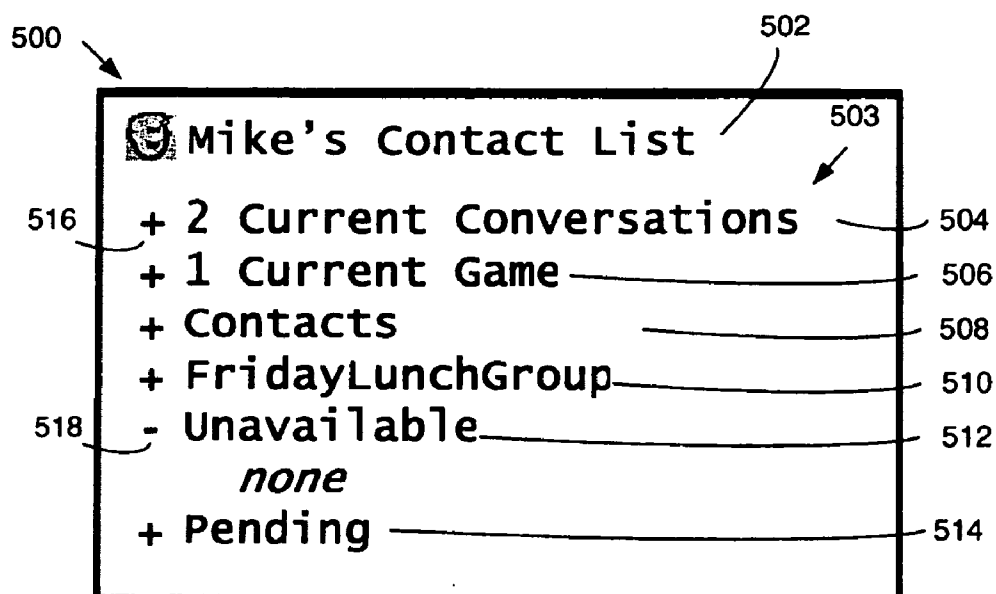 500
502
Mike's Contact List
503
516
+ 2 Current Conversations
504
+ 1 Current Game
506
+ Contacts
508
+ FridayLunchGroup
510
518
- Unavailable
512
none
+ Pending
514